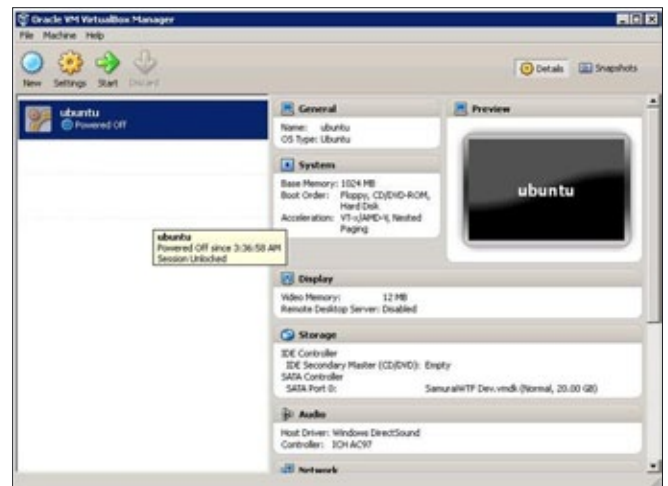 Oracle VM VirtualBox Manager
File Machine Help
New Settings Start Discard
Details Snapshots
ubuntu
Powered Off
ubuntu
Powered Off since 3:36:58 AM
Session Unlocked
General
Name: ubuntu
OS Type: Ubuntu
Preview
ubuntu
System
Base Memory: 1024 MB
Boot Order: Floppy, CD/DVD-ROM,
Hard Disk
Acceleration: VT-x/AMD-V, Nested
Paging
Display
Video Memory: 12 MB
Remote Desktop Server: Disabled
Storage
IDE Controller
IDE Secondary Master (CD/DVD): Empty
SATA Controller
SATA Port 0: SamuraiWTF Dev.vmdk (Normal, 20.00 GB)
Audio
Host Driver: Windows DirectSound
Controller: ICH AC97
Network